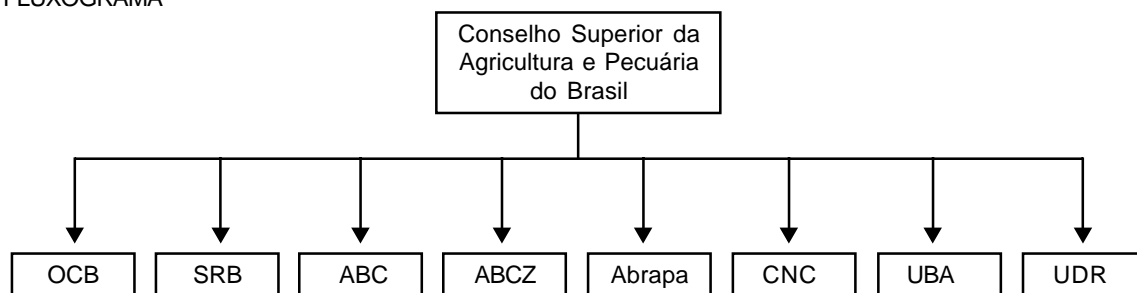 FLUXOGRAMA
Conselho Superior da
Agricultura e Pecuária
do Brasil
OCB SRB ABC ABCZ Abrapa CNC UBA UDR